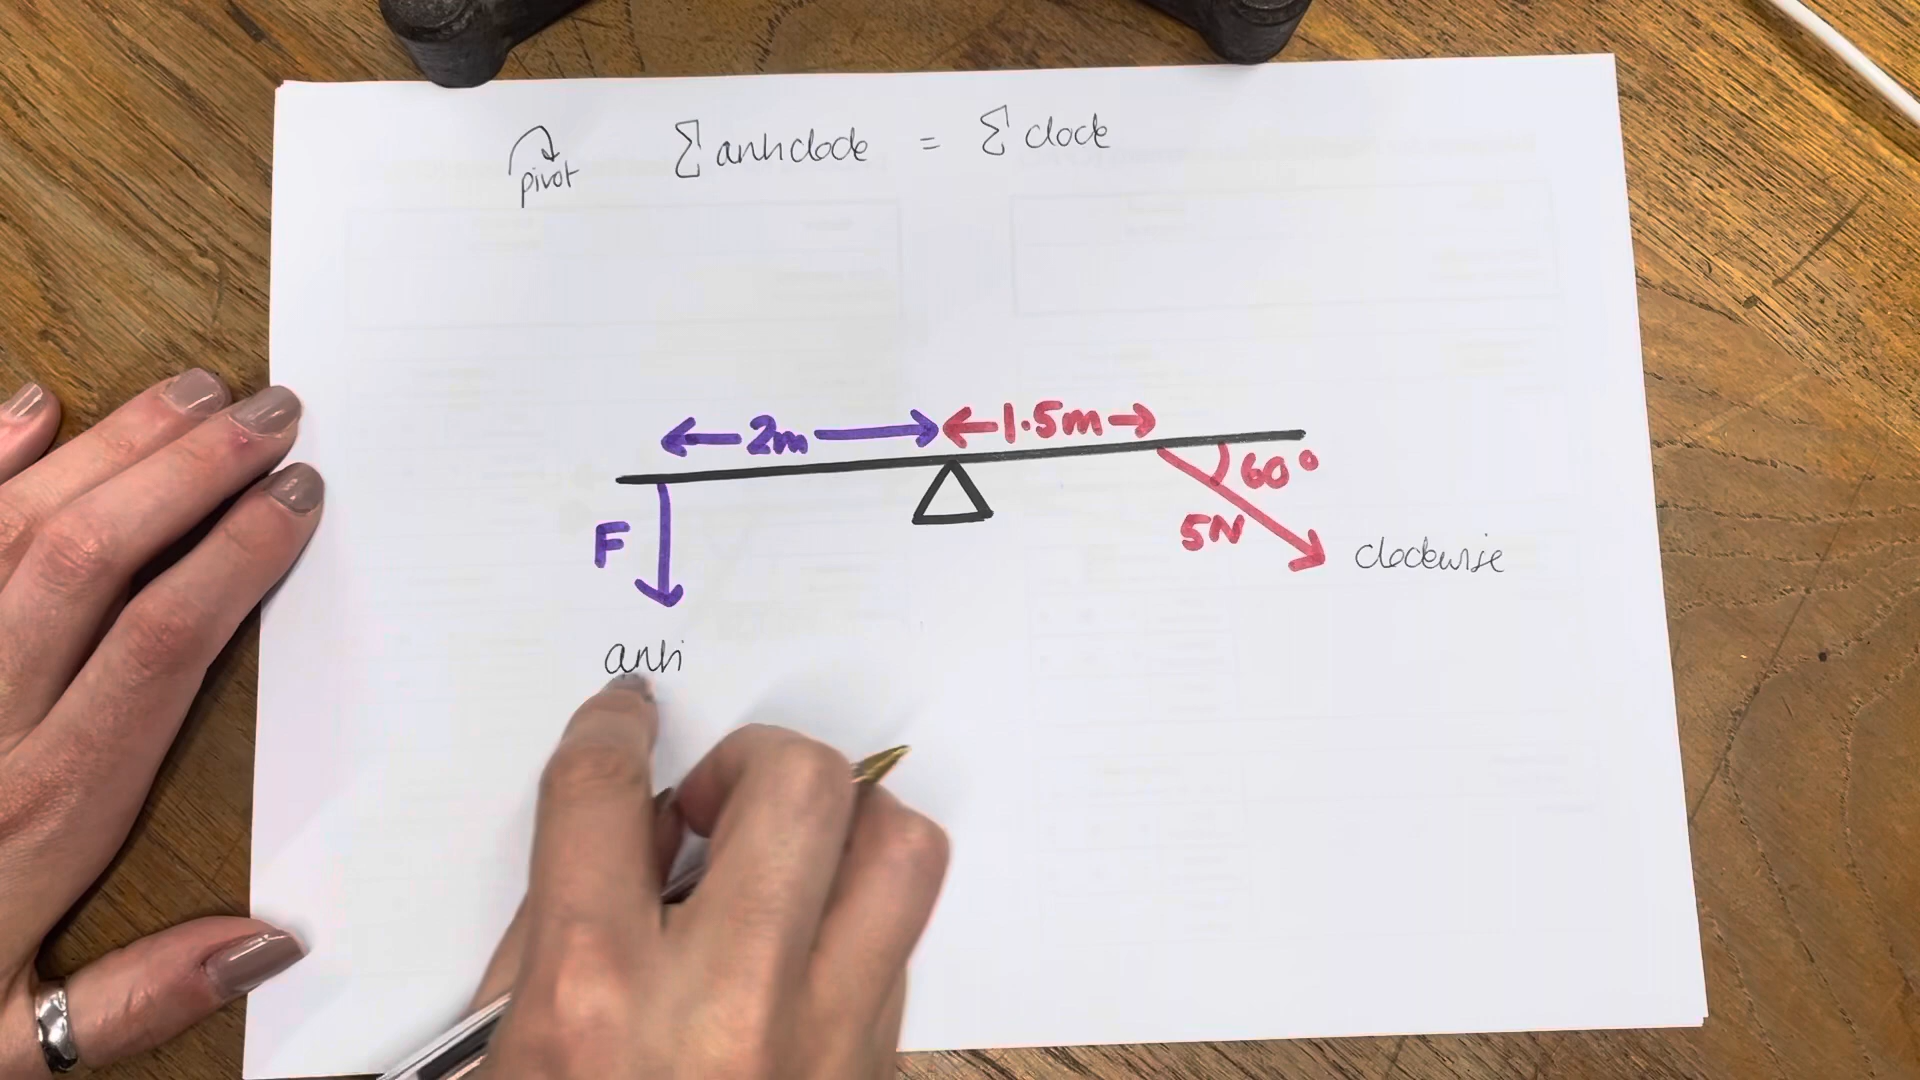 pivot Σ anticlock = Σ clock
2m 1.5m
60°
F 5N
clockwise
anti